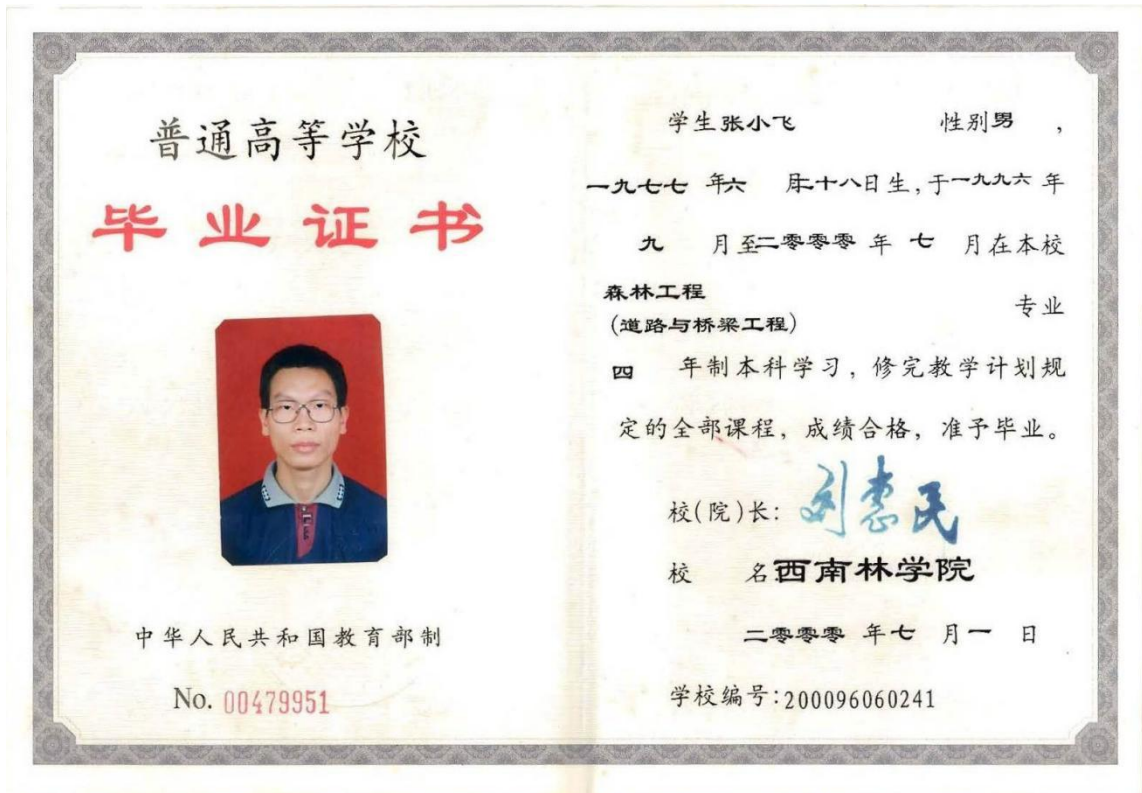 普通高等学校
毕业证书
中华人民共和国教育部制
No. 00479951
学生张小飞 性别男 ，
一九七七 年六 月二十八日生，于一九九六 年
九 月至二零零零 年 七 月在本校
森林工程
(道路与桥梁工程) 专业
四 年制本科学习，修完教学计划规
定的全部课程，成绩合格，准予毕业。
校(院)长： 刘惠民
校 名:西南林学院
二零零零 年七 月一 日
学校编号：200096060241